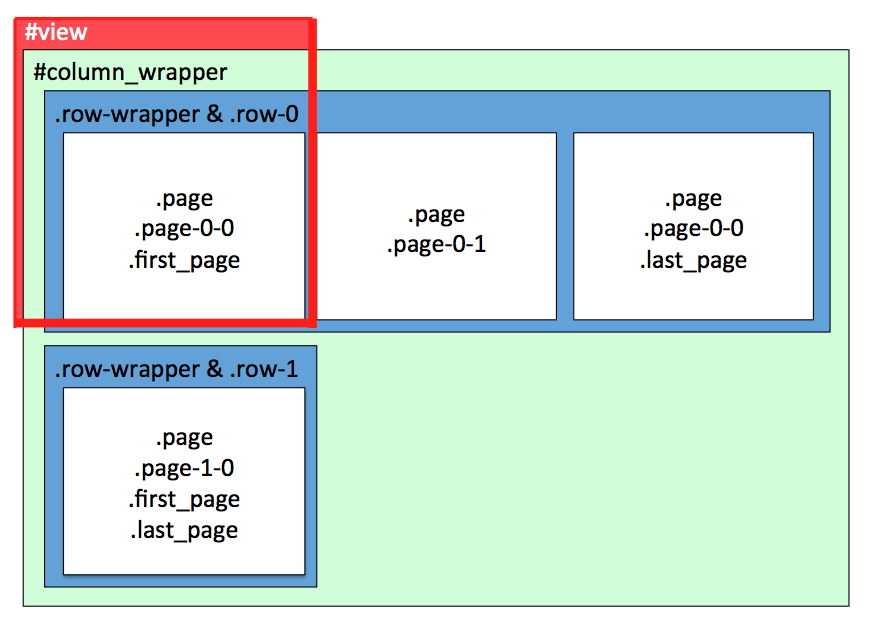 #view
#column_wrapper
.row-wrapper & .row-0
.page
.page-0-0
.first_page
.page
.page-0-1
.page
.page-0-0
.last_page
.row-wrapper & .row-1
.page
.page-1-0
.first_page
.last_page